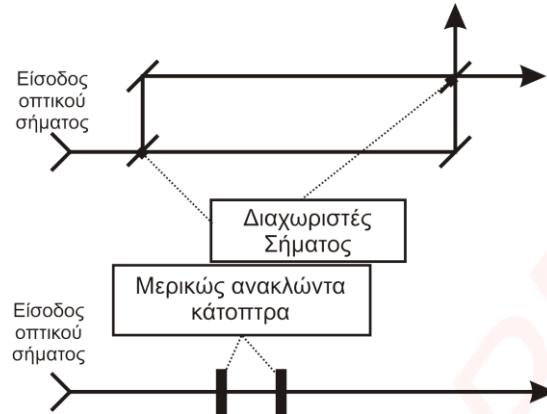 Είσοδος
οπτικού
σήματος
Διαχωριστές
Σήματος
Μερικώς ανακλώντα
κάτοπτρα
Είσοδος
οπτικού
σήματος